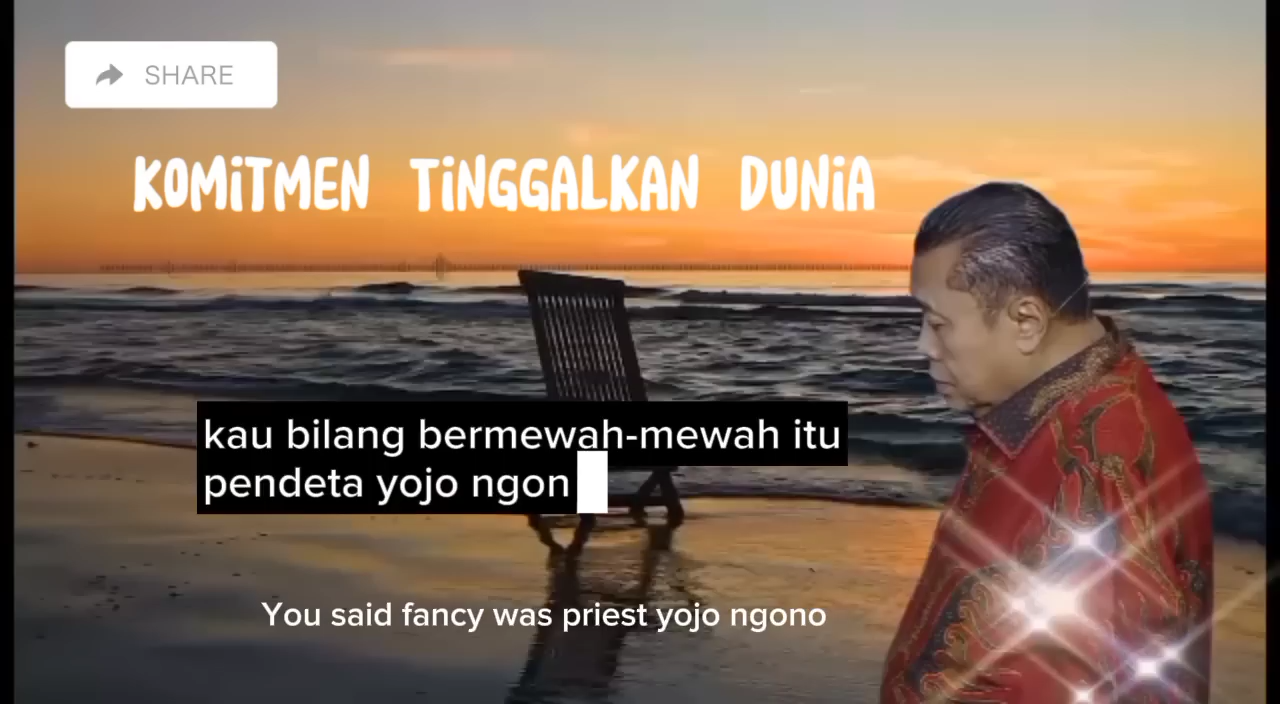 SHARE
KOMiTMEN TiNGGALKAN DUNiA
kau bilang bermewah-mewah itu
pendeta yojo ngon
You said fancy was priest yojo ngono